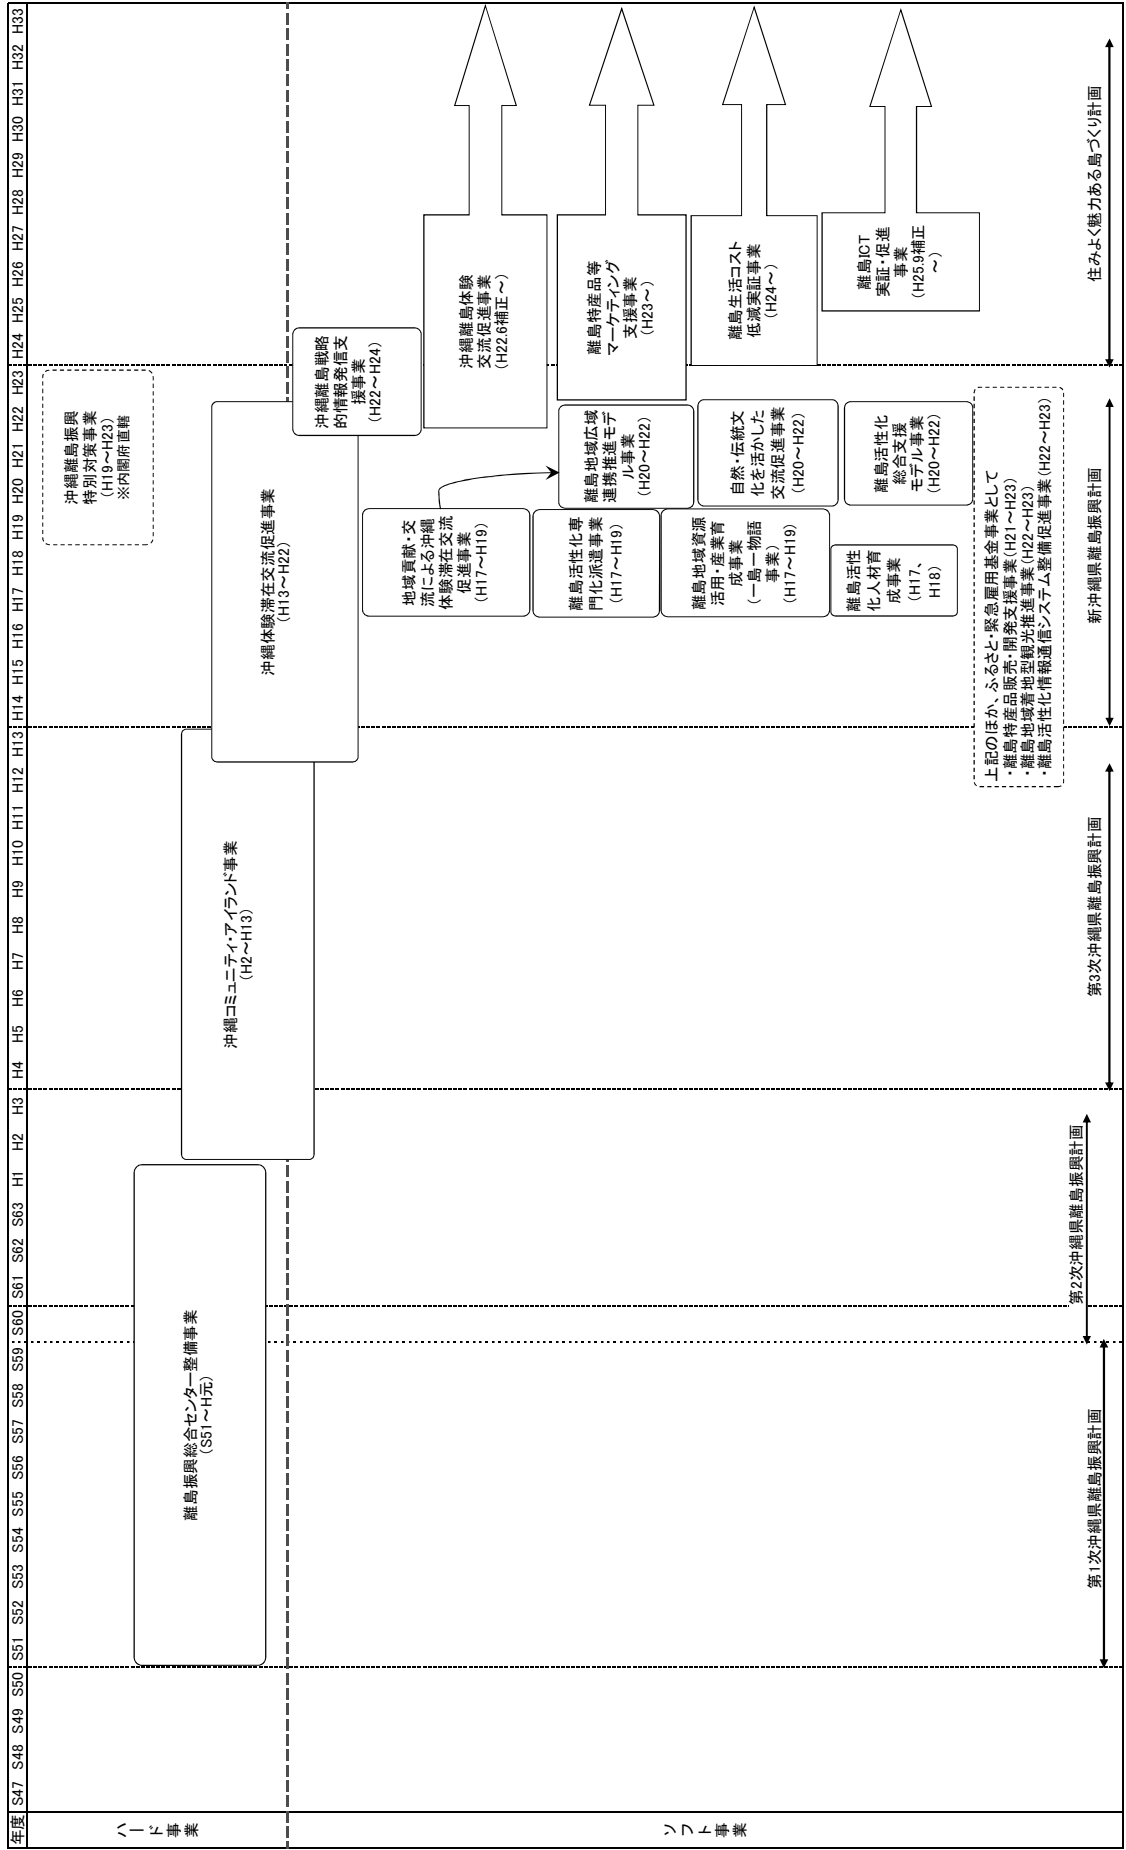 年度 S47 S48 S49 S50 S51 S52 S53 S54 S55 S56 S57 S58 S59 S60 S61 S62 S63 H1 H2 H3 H4 H5 H6 H7 H8 H9 H10 H11 H12 H13 H14 H15 H16 H17 H18 H19 H20 H21 H22 H23 H24 H25 H26 H27 H28 H29 H30 H31 H32 H33
ハード事業
沖縄離島振興
特別対策事業
(H19～H23)
※内閣府直轄
離島振興総合センター整備事業
(S51～H元)
沖縄コミュニティ・アイランド事業
(H2～H13)
沖縄体験滞在交流促進事業
(H13～H22)
ソフト事業
沖縄離島戦略
的情報発信支
援事業
(H22～H24)
地域貢献・交
流による沖縄
体験滞在交流
促進事業
(H17～H19)
沖縄離島体験
交流促進事業
(H22.6補正～)
離島活性化専
門化派遣事業
(H17～H19)
離島地域広域
連携推進モデ
ル事業
(H20～H22)
離島特産品等
マーケティング
支援事業
(H23～)
離島地域資源
活用・産業育
成事業
(一島一物語
事業)
(H17～H19)
自然・伝統文
化を活かした
交流促進事業
(H20～H22)
離島生活コスト
低減実証事業
(H24～)
離島活性
化人材育
成事業
(H17、
H18)
離島活性化
総合支援
モデル事業
(H20～H22)
離島ICT
実証・促進
事業
(H25.9補正
～)
上記のほか、ふるさと・緊急雇用基金事業として
・離島特産品販売・開発支援事業(H21～H23)
・離島地域着地型観光推進事業(H22～H23)
・離島活性化情報通信システム整備促進事業(H22～H23)
第1次沖縄県離島振興計画
第2次沖縄県離島振興計画
第3次沖縄県離島振興計画
新沖縄県離島振興計画
住みよく魅力ある島づくり計画